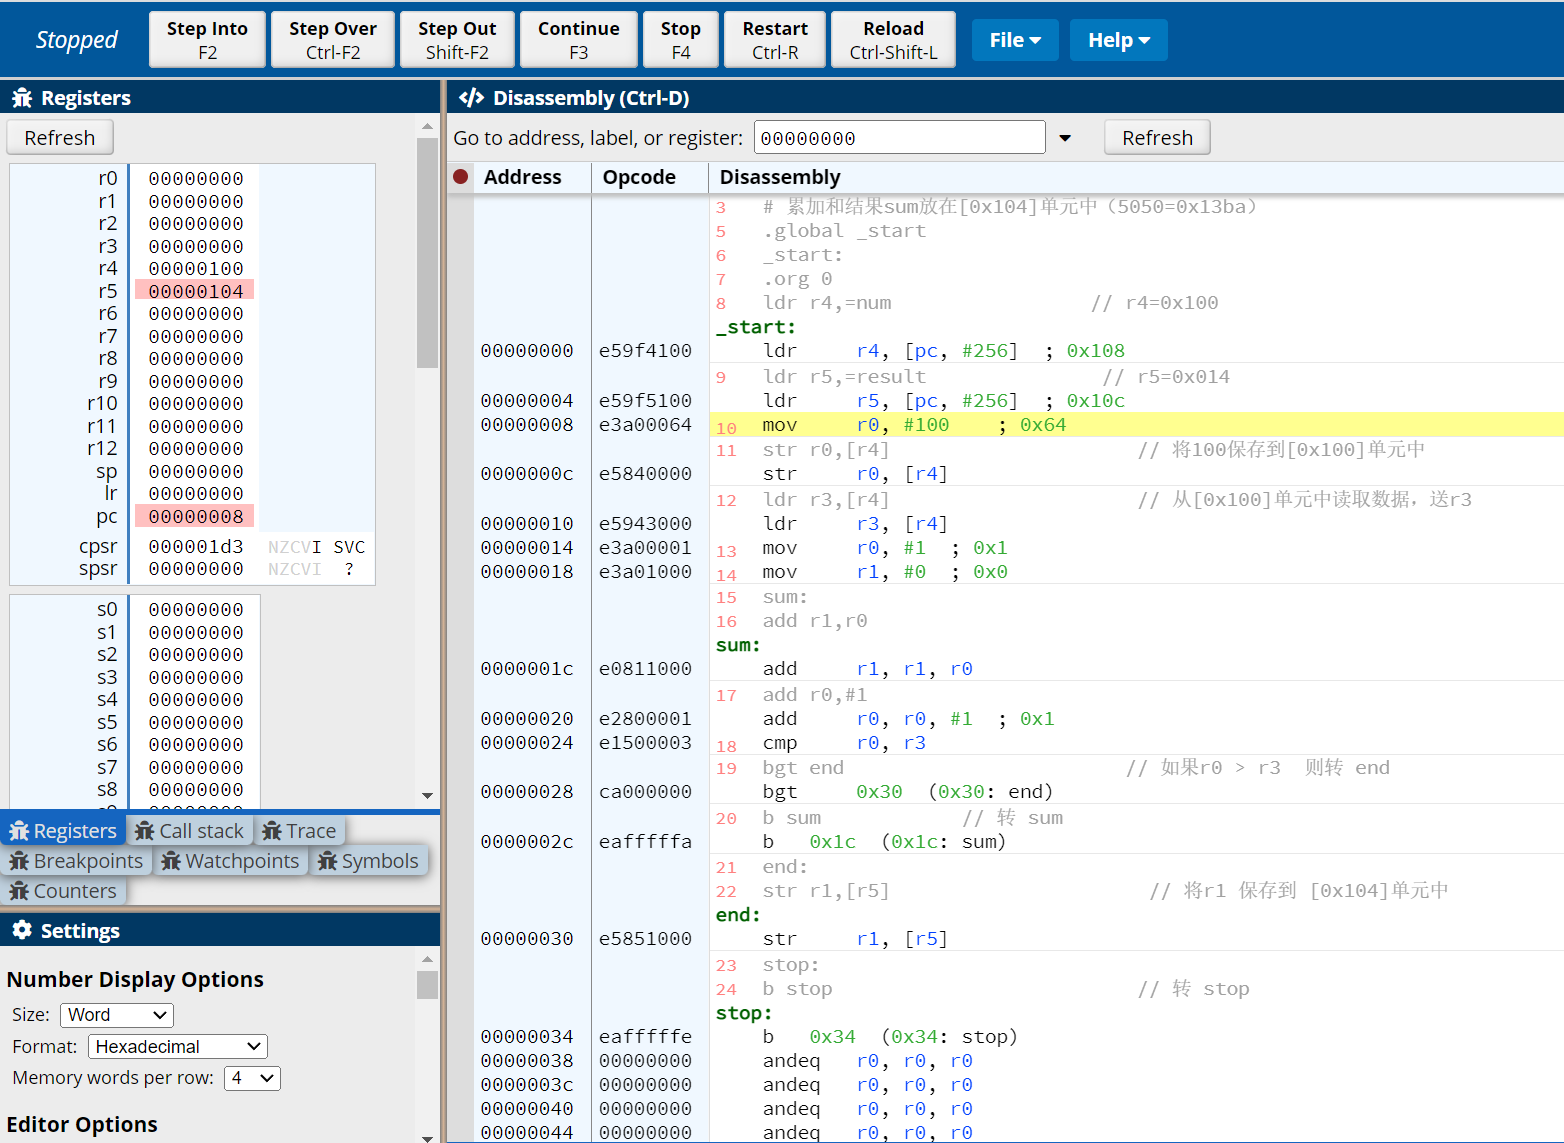 Stopped
Step Into
F2
Step Over
Ctrl-F2
Step Out
Shift-F2
Continue
F3
Stop
F4
Restart
Ctrl-R
Reload
Ctrl-Shift-L
File
Help
Registers
Refresh
r0 00000000
r1 00000000
r2 00000000
r3 00000000
r4 00000100
r5 00000104
r6 00000000
r7 00000000
r8 00000000
r9 00000000
r10 00000000
r11 00000000
r12 00000000
sp 00000000
lr 00000000
pc 00000008
cpsr 000001d3 NZCVI SVC
spsr 00000000 NZCVI ?
s0 00000000
s1 00000000
s2 00000000
s3 00000000
s4 00000000
s5 00000000
s6 00000000
s7 00000000
s8 00000000
Registers Call stack Trace
Breakpoints Watchpoints Symbols
Counters
Settings
Number Display Options
Size: Word
Format: Hexadecimal
Memory words per row: 4
Editor Options
Disassembly (Ctrl-D)
Go to address, label, or register: 00000000 Refresh
Address Opcode Disassembly
3 # 累加和结果sum放在[0x104]单元中（5050=0x13ba）
5 .global _start
6 _start:
7 .org 0
8 ldr r4,=num // r4=0x100
_start:
00000000 e59f4100 ldr r4, [pc, #256] ; 0x108
9 ldr r5,=result // r5=0x014
00000004 e59f5100 ldr r5, [pc, #256] ; 0x10c
00000008 e3a00064 10 mov r0, #100 ; 0x64
11 str r0,[r4] // 将100保存到[0x100]单元中
0000000c e5840000 str r0, [r4]
12 ldr r3,[r4] // 从[0x100]单元中读取数据，送r3
00000010 e5943000 ldr r3, [r4]
00000014 e3a00001 13 mov r0, #1 ; 0x1
00000018 e3a01000 14 mov r1, #0 ; 0x0
15 sum:
16 add r1,r0
sum:
0000001c e0811000 add r1, r1, r0
17 add r0,#1
00000020 e2800001 add r0, r0, #1 ; 0x1
00000024 e1500003 18 cmp r0, r3
19 bgt end // 如果r0 > r3 则转 end
00000028 ca000000 bgt 0x30 (0x30: end)
20 b sum // 转 sum
0000002c eafffffa b 0x1c (0x1c: sum)
21 end:
22 str r1,[r5] // 将r1 保存到 [0x104]单元中
end:
00000030 e5851000 str r1, [r5]
23 stop:
24 b stop // 转 stop
stop:
00000034 eafffffe b 0x34 (0x34: stop)
00000038 00000000 andeq r0, r0, r0
0000003c 00000000 andeq r0, r0, r0
00000040 00000000 andeq r0, r0, r0
00000044 00000000 andeq r0, r0, r0